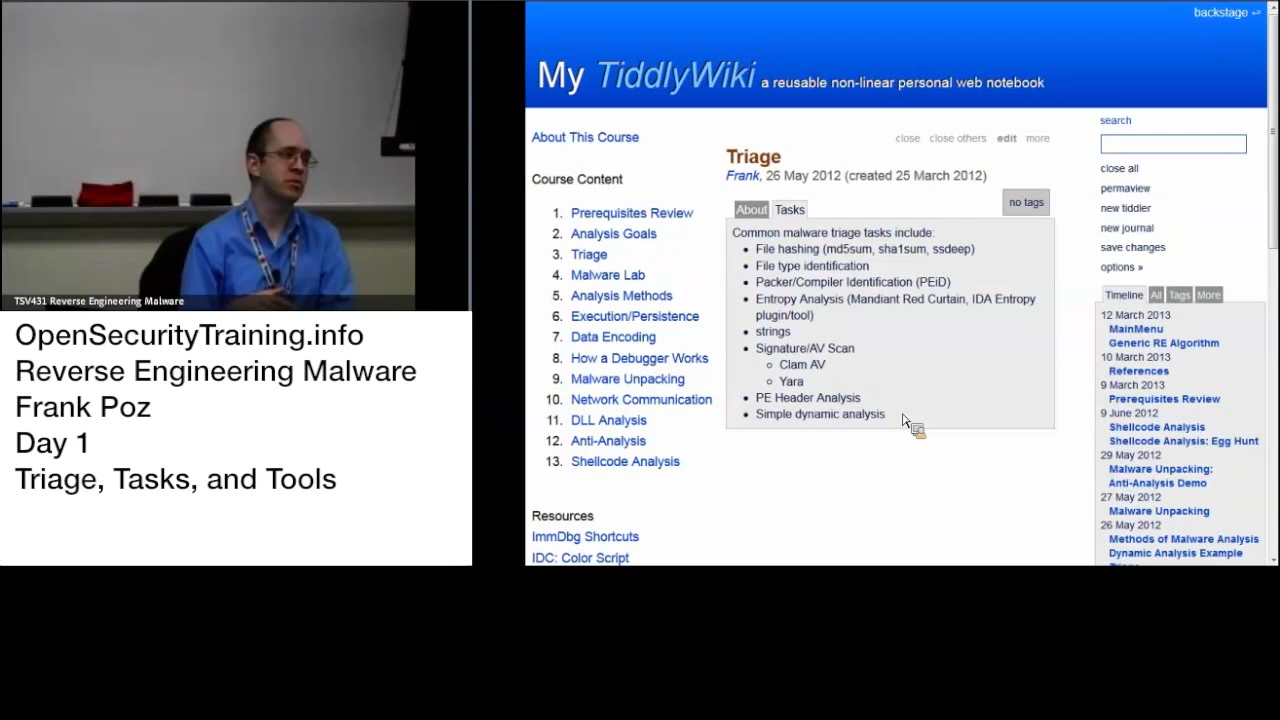 TSV431 Reverse Engineering Malware
OpenSecurityTraining.info
Reverse Engineering Malware
Frank Poz
Day 1
Triage, Tasks, and Tools
backstage
My TiddlyWiki a reusable non-linear personal web notebook
About This Course
Course Content
1. Prerequisites Review
2. Analysis Goals
3. Triage
4. Malware Lab
5. Analysis Methods
6. Execution/Persistence
7. Data Encoding
8. How a Debugger Works
9. Malware Unpacking
10. Network Communication
11. DLL Analysis
12. Anti-Analysis
13. Shellcode Analysis
Resources
ImmDbg Shortcuts
IDC: Color Script
close close others edit more
Triage
Frank, 26 May 2012 (created 25 March 2012)
no tags
About Tasks
Common malware triage tasks include:
• File hashing (md5sum, sha1sum, ssdeep)
• File type identification
• Packer/Compiler Identification (PEiD)
• Entropy Analysis (Mandiant Red Curtain, IDA Entropy
plugin/tool)
• strings
• Signature/AV Scan
○ Clam AV
○ Yara
• PE Header Analysis
• Simple dynamic analysis
search
close all
permaview
new tiddler
new journal
save changes
options »
Timeline All Tags More
12 March 2013
MainMenu
Generic RE Algorithm
10 March 2013
References
9 March 2013
Prerequisites Review
9 June 2012
Shellcode Analysis
Shellcode Analysis: Egg Hunt
29 May 2012
Malware Unpacking:
Anti-Analysis Demo
27 May 2012
Malware Unpacking
26 May 2012
Methods of Malware Analysis
Dynamic Analysis Example